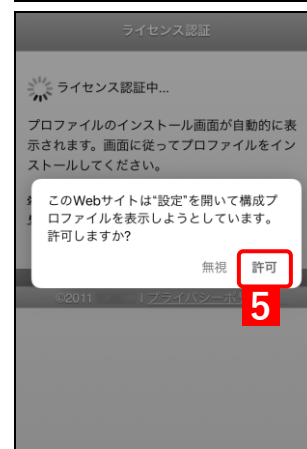 ライセンス認証
ライセンス認証中...
プロファイルのインストール画面が自動的に表
示されます。画面に従ってプロファイルをイン
ストールしてください。
このWebサイトは“設定”を開いて構成プ
ロファイルを表示しようとしています。
許可しますか?
無視 許可
5
©2011 | プライバシーポ